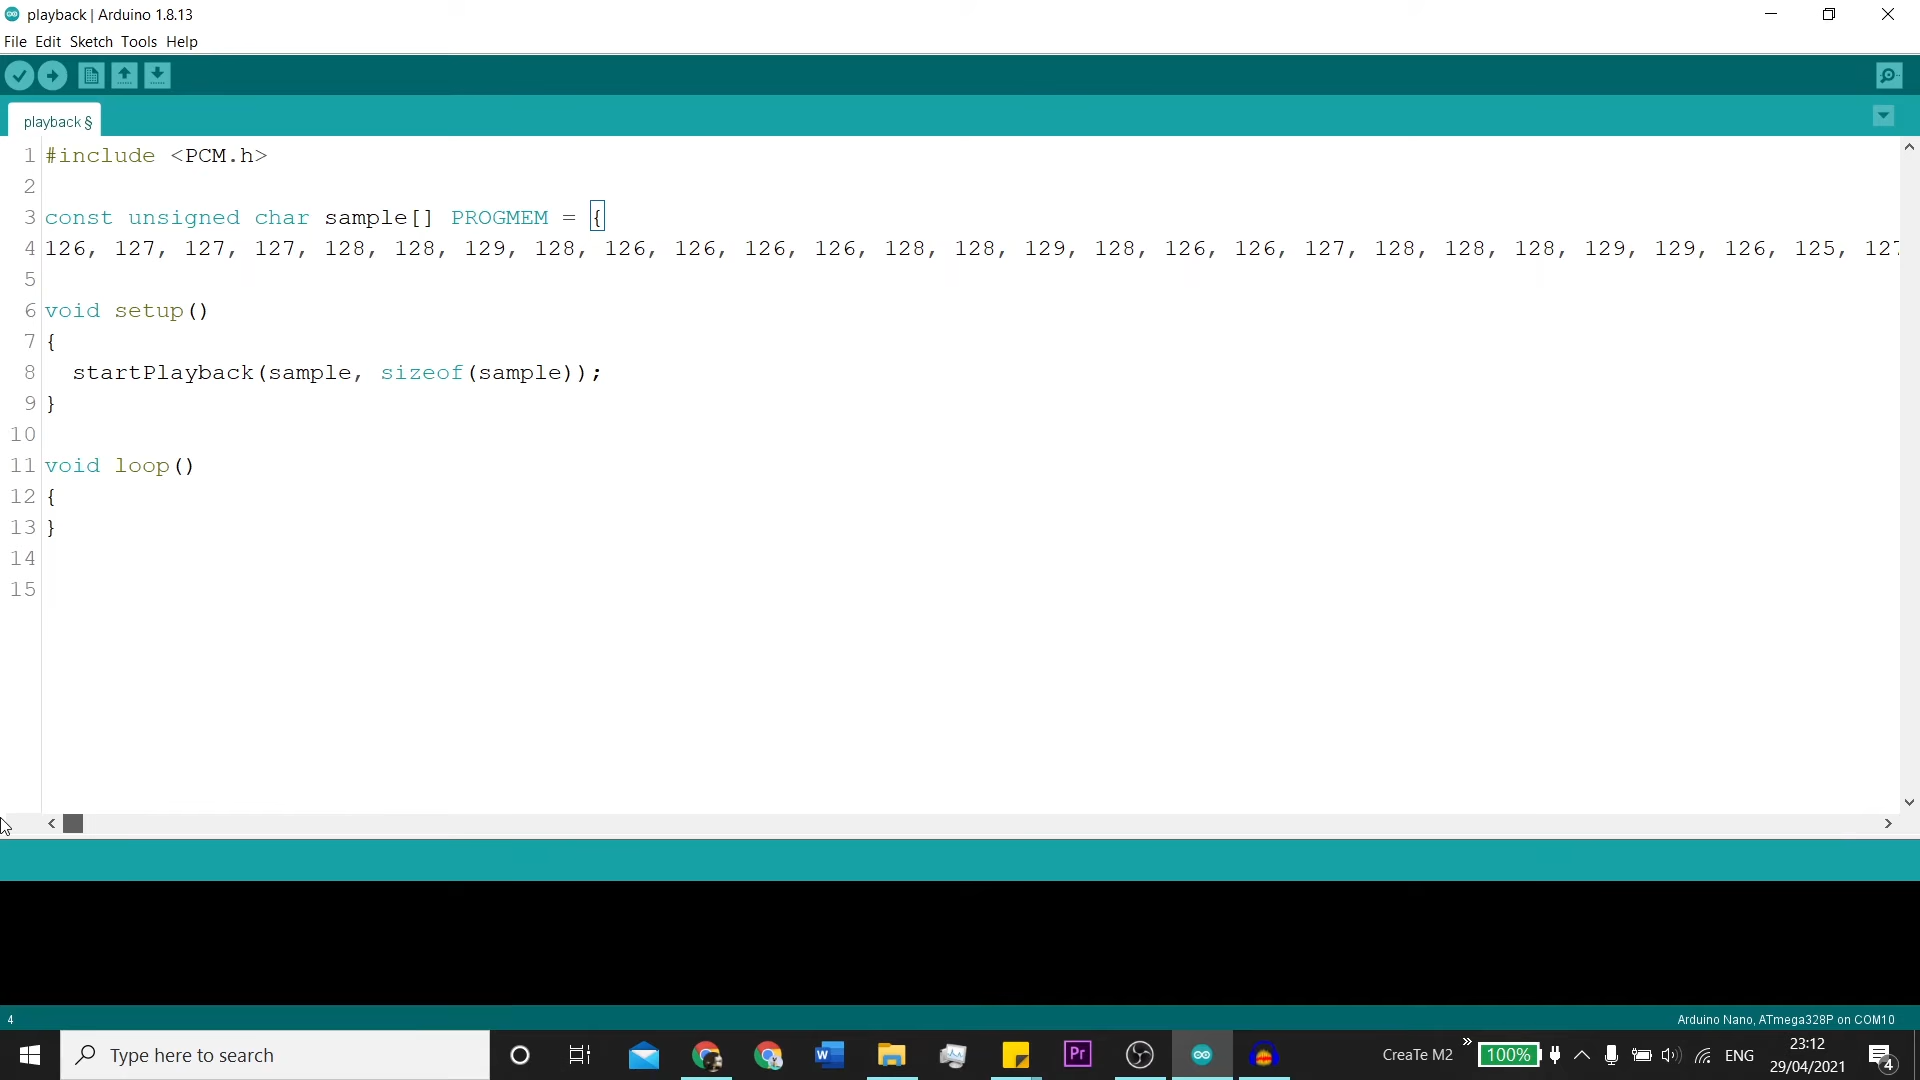 playback | Arduino 1.8.13
File Edit Sketch Tools Help
playback §
1 #include <PCM.h>
2
3 const unsigned char sample[] PROGMEM = {
4 126, 127, 127, 127, 128, 128, 129, 128, 126, 126, 126, 126, 128, 128, 129, 128, 126, 126, 127, 128, 128, 128, 129, 129, 126, 125, 127
5
6 void setup()
7 {
8 startPlayback(sample, sizeof(sample));
9 }
10
11 void loop()
12 {
13 }
14
15
4
Arduino Nano, ATmega328P on COM10
Type here to search
W
Pr
CreaTe M2
100%
ENG
23:12
29/04/2021
4